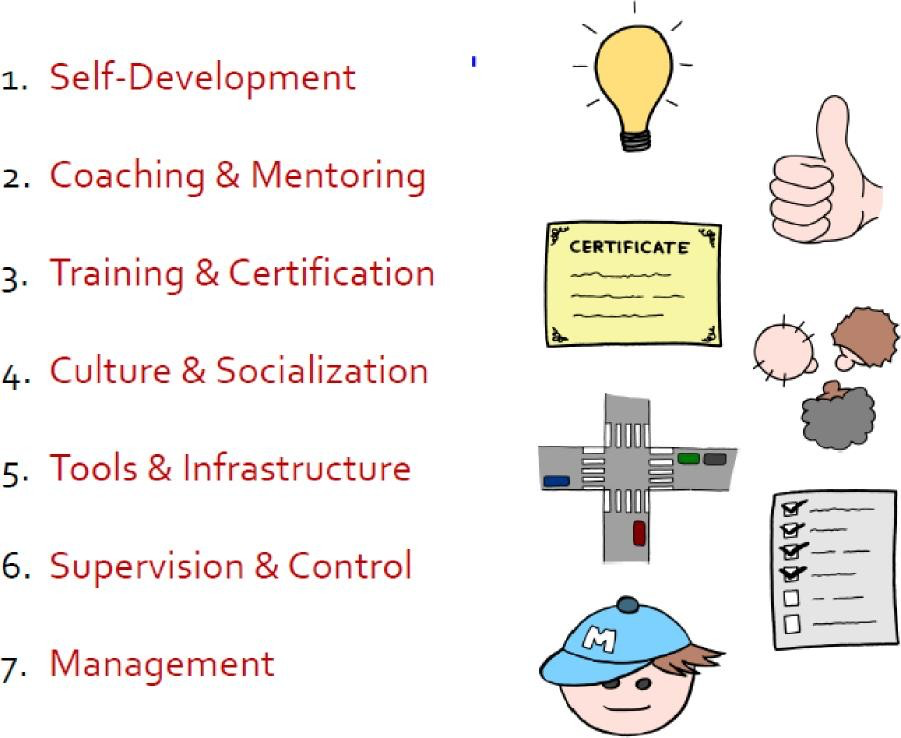 1. Self-Development
2. Coaching & Mentoring
3. Training & Certification
4. Culture & Socialization
5. Tools & Infrastructure
6. Supervision & Control
7. Management
CERTIFICATE
M